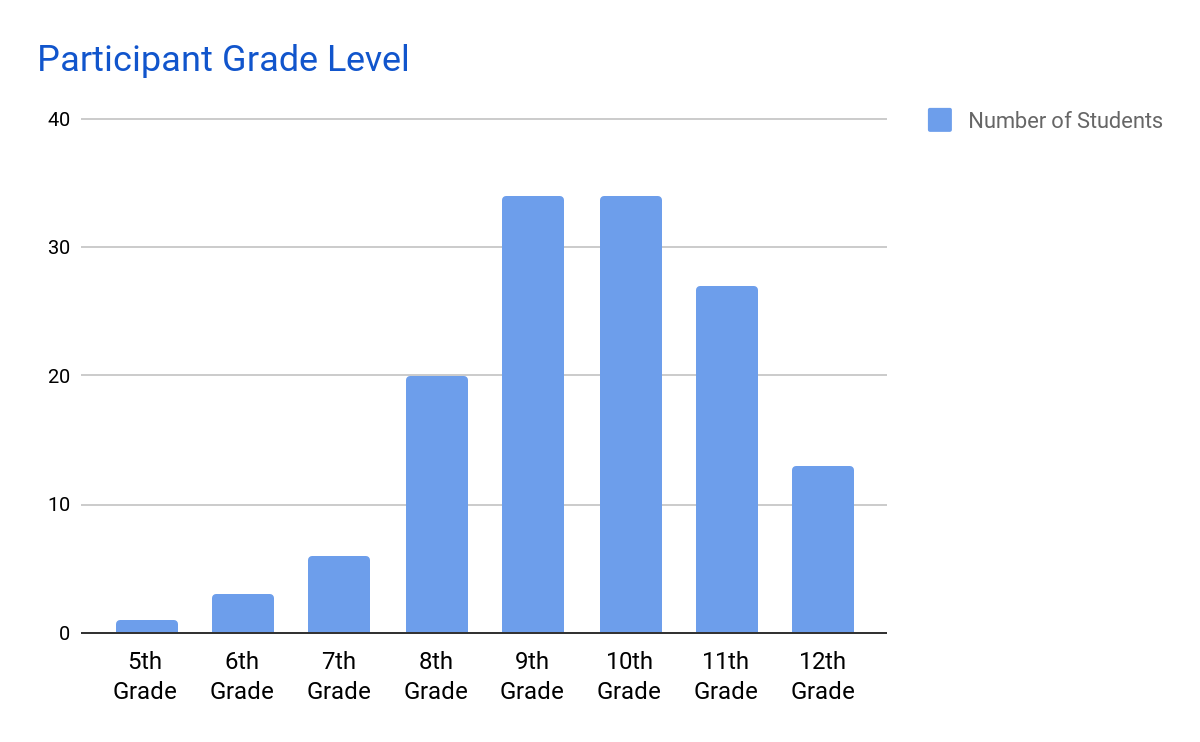 Participant Grade Level
Number of Students
40
30
20
10
0
5th Grade
6th Grade
7th Grade
8th Grade
9th Grade
10th Grade
11th Grade
12th Grade